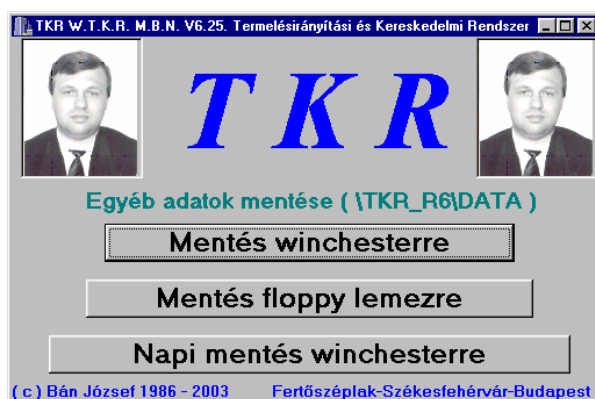 TKR W.T.K.R. M.B.N. V6.25. Termelésirányítási és Kereskedelmi Rendszer
T K R
Egyéb adatok mentése ( \TKR_R6\DATA )
Mentés winchesterre
Mentés floppy lemezre
Napi mentés winchesterre
( c ) Bán József 1986 - 2003 Fertőszéplak-Székesfehérvár-Budapest